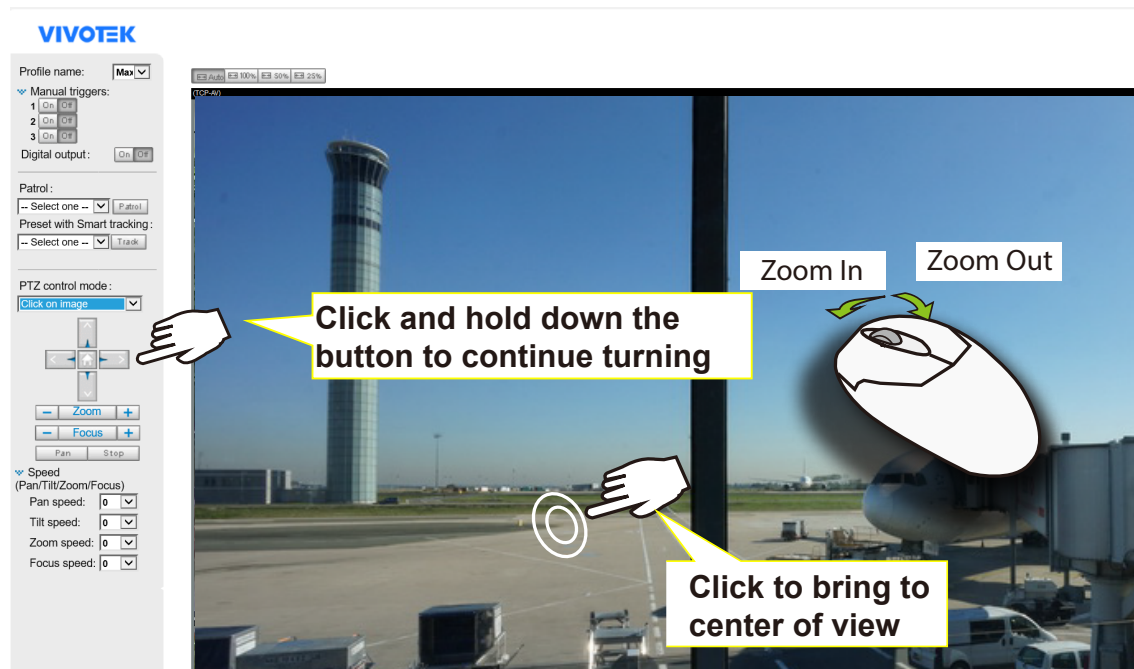 VIVOTEK
Profile name: Max
Manual triggers:
1 On Off
2 On Off
3 On Off
Digital output: On Off
Patrol:
-- Select one -- Patrol
Preset with Smart tracking:
-- Select one -- Track
PTZ control mode:
Click on image
− Zoom +
− Focus +
Pan Stop
Speed
(Pan/Tilt/Zoom/Focus)
Pan speed: 0
Tilt speed: 0
Zoom speed: 0
Focus speed: 0
Auto 100% 50% 25%
(TCP-AV)
Zoom In
Zoom Out
Click and hold down the
button to continue turning
Click to bring to
center of view